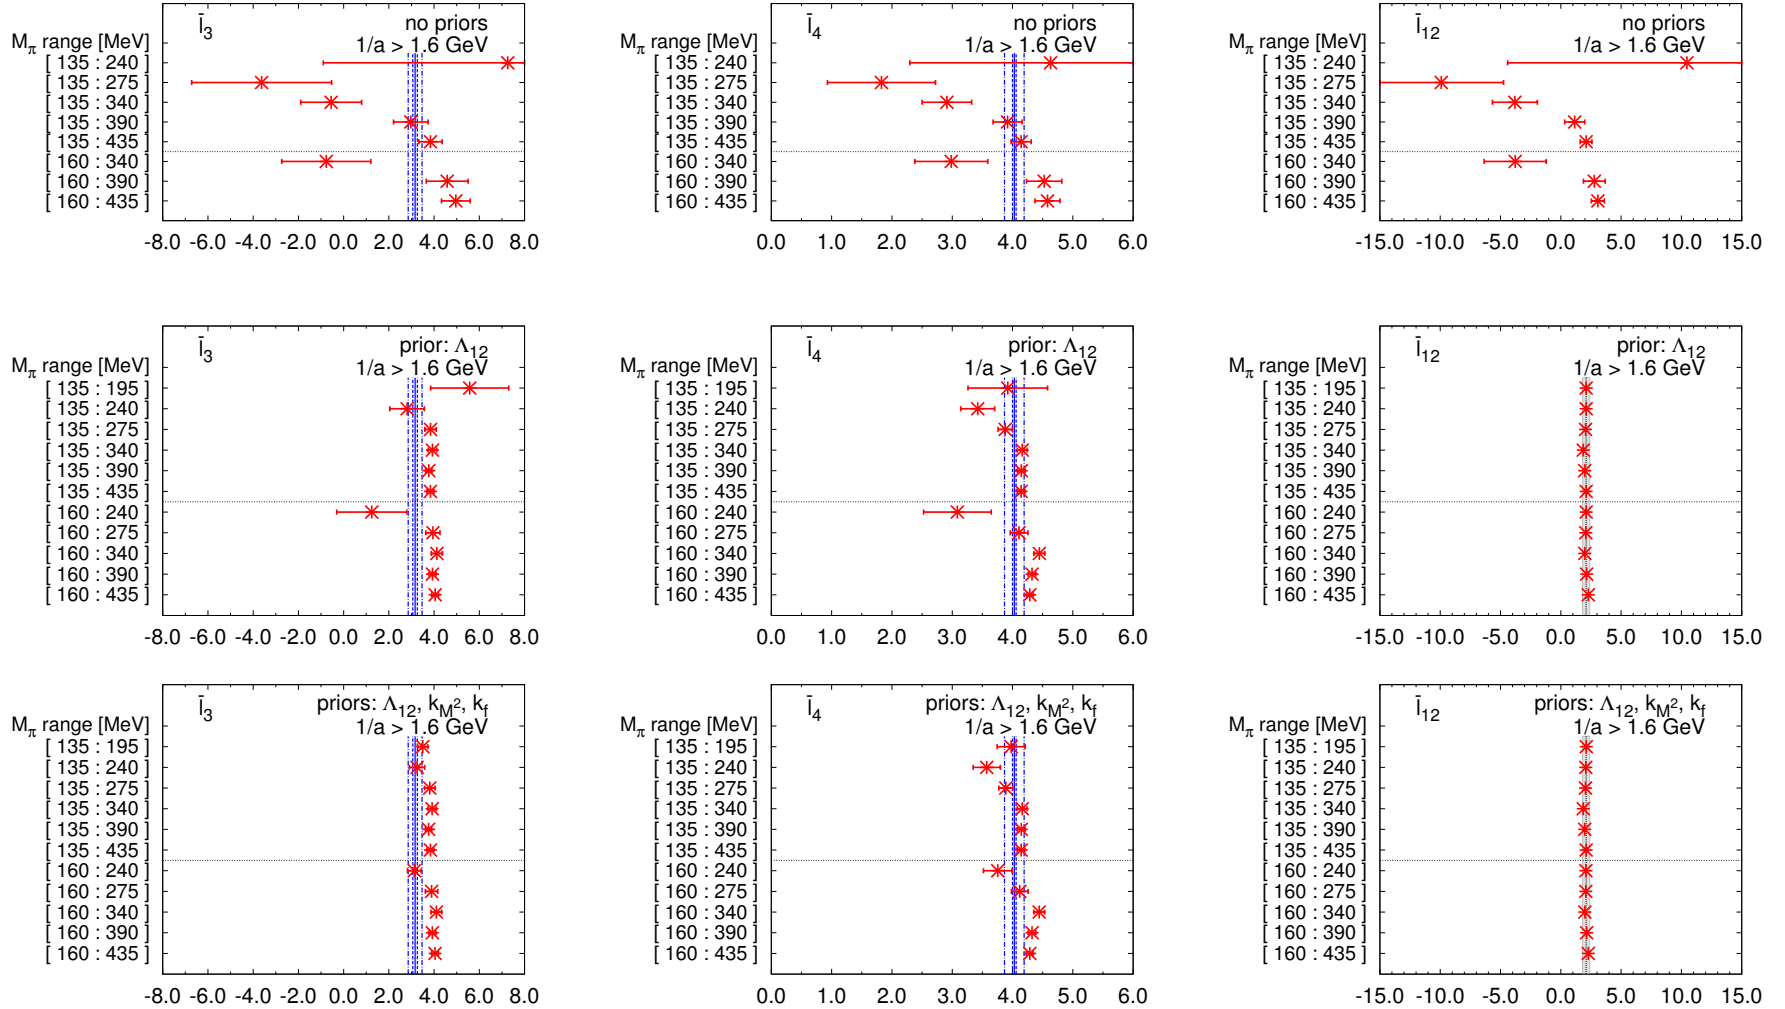 l̄3 no priors
1/a > 1.6 GeV
Mπ range [MeV]
[ 135 : 240 ]
[ 135 : 275 ]
[ 135 : 340 ]
[ 135 : 390 ]
[ 135 : 435 ]
[ 160 : 340 ]
[ 160 : 390 ]
[ 160 : 435 ]
-8.0 -6.0 -4.0 -2.0 0.0 2.0 4.0 6.0 8.0
l̄4 no priors
1/a > 1.6 GeV
Mπ range [MeV]
[ 135 : 240 ]
[ 135 : 275 ]
[ 135 : 340 ]
[ 135 : 390 ]
[ 135 : 435 ]
[ 160 : 340 ]
[ 160 : 390 ]
[ 160 : 435 ]
0.0 1.0 2.0 3.0 4.0 5.0 6.0
l̄12 no priors
1/a > 1.6 GeV
Mπ range [MeV]
[ 135 : 240 ]
[ 135 : 275 ]
[ 135 : 340 ]
[ 135 : 390 ]
[ 135 : 435 ]
[ 160 : 340 ]
[ 160 : 390 ]
[ 160 : 435 ]
-15.0 -10.0 -5.0 0.0 5.0 10.0 15.0
l̄3 prior: Λ12
1/a > 1.6 GeV
Mπ range [MeV]
[ 135 : 195 ]
[ 135 : 240 ]
[ 135 : 275 ]
[ 135 : 340 ]
[ 135 : 390 ]
[ 135 : 435 ]
[ 160 : 240 ]
[ 160 : 275 ]
[ 160 : 340 ]
[ 160 : 390 ]
[ 160 : 435 ]
-8.0 -6.0 -4.0 -2.0 0.0 2.0 4.0 6.0 8.0
l̄4 prior: Λ12
1/a > 1.6 GeV
Mπ range [MeV]
[ 135 : 195 ]
[ 135 : 240 ]
[ 135 : 275 ]
[ 135 : 340 ]
[ 135 : 390 ]
[ 135 : 435 ]
[ 160 : 240 ]
[ 160 : 275 ]
[ 160 : 340 ]
[ 160 : 390 ]
[ 160 : 435 ]
0.0 1.0 2.0 3.0 4.0 5.0 6.0
l̄12 prior: Λ12
1/a > 1.6 GeV
Mπ range [MeV]
[ 135 : 195 ]
[ 135 : 240 ]
[ 135 : 275 ]
[ 135 : 340 ]
[ 135 : 390 ]
[ 135 : 435 ]
[ 160 : 240 ]
[ 160 : 275 ]
[ 160 : 340 ]
[ 160 : 390 ]
[ 160 : 435 ]
-15.0 -10.0 -5.0 0.0 5.0 10.0 15.0
l̄3 priors: Λ12, kM², kf
1/a > 1.6 GeV
Mπ range [MeV]
[ 135 : 195 ]
[ 135 : 240 ]
[ 135 : 275 ]
[ 135 : 340 ]
[ 135 : 390 ]
[ 135 : 435 ]
[ 160 : 240 ]
[ 160 : 275 ]
[ 160 : 340 ]
[ 160 : 390 ]
[ 160 : 435 ]
-8.0 -6.0 -4.0 -2.0 0.0 2.0 4.0 6.0 8.0
l̄4 priors: Λ12, kM², kf
1/a > 1.6 GeV
Mπ range [MeV]
[ 135 : 195 ]
[ 135 : 240 ]
[ 135 : 275 ]
[ 135 : 340 ]
[ 135 : 390 ]
[ 135 : 435 ]
[ 160 : 240 ]
[ 160 : 275 ]
[ 160 : 340 ]
[ 160 : 390 ]
[ 160 : 435 ]
0.0 1.0 2.0 3.0 4.0 5.0 6.0
l̄12 priors: Λ12, kM², kf
1/a > 1.6 GeV
Mπ range [MeV]
[ 135 : 195 ]
[ 135 : 240 ]
[ 135 : 275 ]
[ 135 : 340 ]
[ 135 : 390 ]
[ 135 : 435 ]
[ 160 : 240 ]
[ 160 : 275 ]
[ 160 : 340 ]
[ 160 : 390 ]
[ 160 : 435 ]
-15.0 -10.0 -5.0 0.0 5.0 10.0 15.0